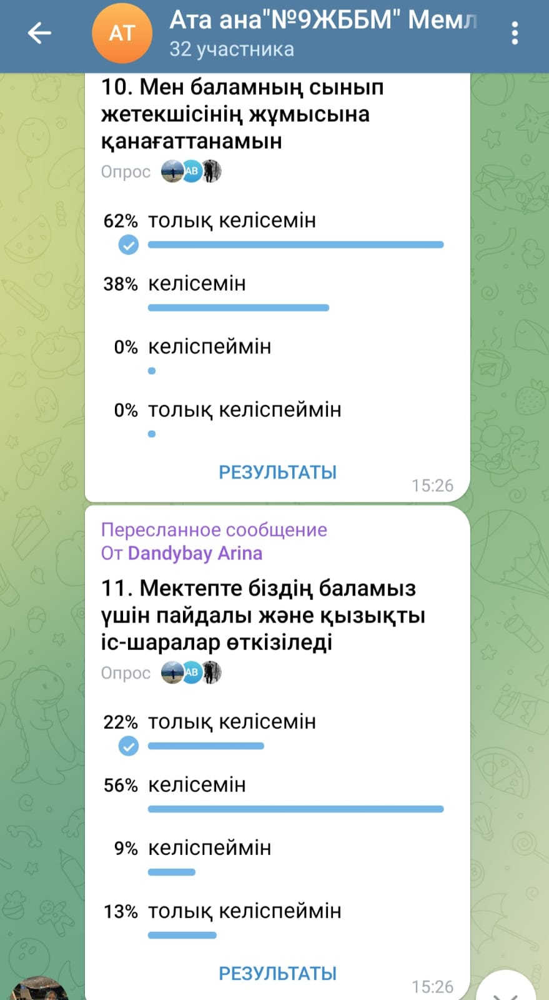 АТ
Ата ана"№9ЖББМ" Мемл
32 участника
10. Мен баламның сынып
жетекшісінің жұмысына
қанағаттанамын
Опрос АВ
62% толық келісемін
38% келісемін
0% келіспеймін
0% толық келіспеймін
РЕЗУЛЬТАТЫ
15:26
Пересланное сообщение
От Dandybay Arina
11. Мектепте біздің баламыз
үшін пайдалы және қызықты
іс-шаралар өткізіледі
Опрос АВ
22% толық келісемін
56% келісемін
9% келіспеймін
13% толық келіспеймін
РЕЗУЛЬТАТЫ
15:26